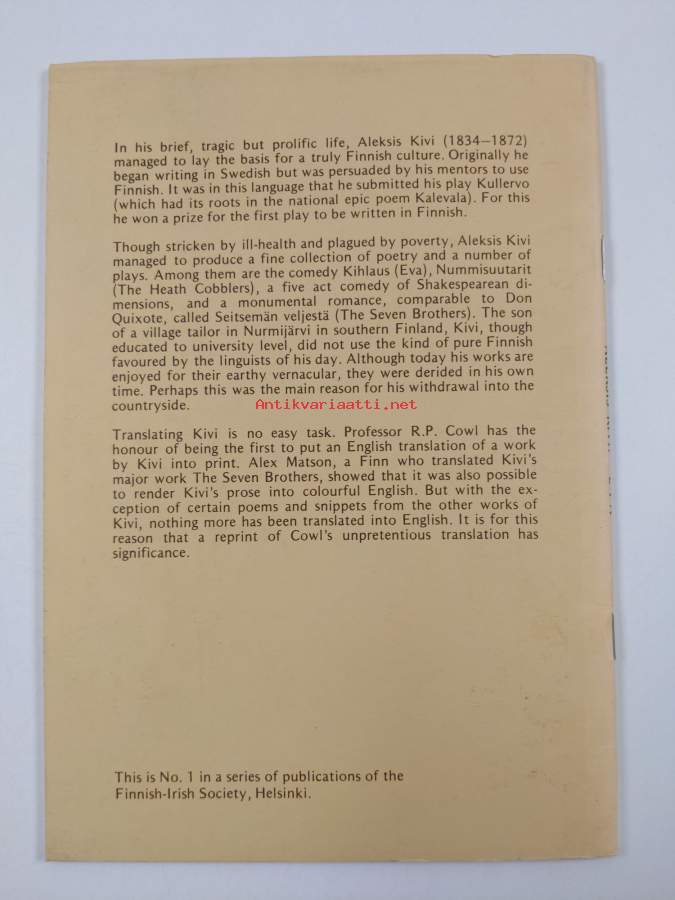 In his brief, tragic but prolific life, Aleksis Kivi (1834—1872)
managed to lay the basis for a truly Finnish culture. Originally he
began writing in Swedish but was persuaded by his mentors to use
Finnish. It was in this language that he submitted his play Kullervo
(which had its roots in the national epic poem Kalevala). For this
he won a prize for the first play to be written in Finnish.
Though stricken by ill-health and plagued by poverty, Aleksis Kivi
managed to produce a fine collection of poetry and a number of
plays. Among them are the comedy Kihlaus (Eva), Nummisuutarit
(The Heath Cobblers), a five act comedy of Shakespearean di-
mensions, and a monumental romance, comparable to Don
Quixote, called Seitsemän veljestä (The Seven Brothers). The son
of a village tailor in Nurmijärvi in southern Finland, Kivi, though
educated to university level, did not use the kind of pure Finnish
favoured by the linguists of his day. Although today his works are
enjoyed for their earthy vernacular, they were derided in his own
time. Perhaps this was the main reason for his withdrawal into the
countryside.
Antikvariaatti.net
Translating Kivi is no easy task. Professor R.P. Cowl has the
honour of being the first to put an English translation of a work
by Kivi into print. Alex Matson, a Finn who translated Kivi's
major work The Seven Brothers, showed that it was also possible
to render Kivi's prose into colourful English. But with the ex-
ception of certain poems and snippets from the other works of
Kivi, nothing more has been translated into English. It is for this
reason that a reprint of Cowl's unpretentious translation has
significance.
This is No. 1 in a series of publications of the
Finnish-Irish Society, Helsinki.